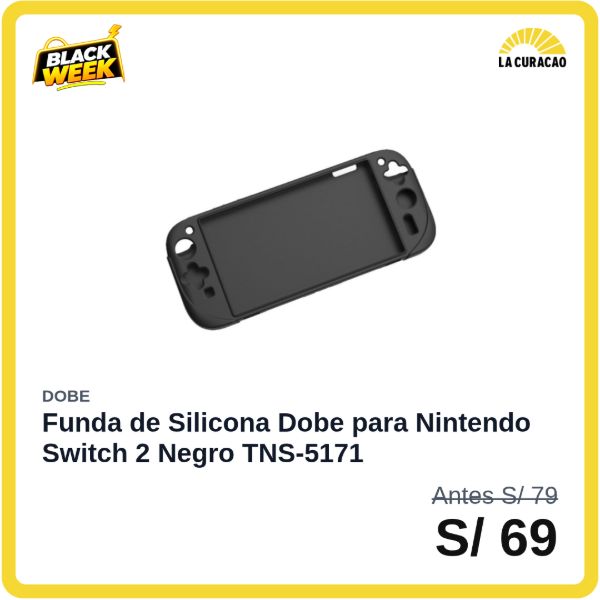 BLACK
WEEK
LA CURACAO
DOBE
Funda de Silicona Dobe para Nintendo
Switch 2 Negro TNS-5171
Antes S/ 79
S/ 69